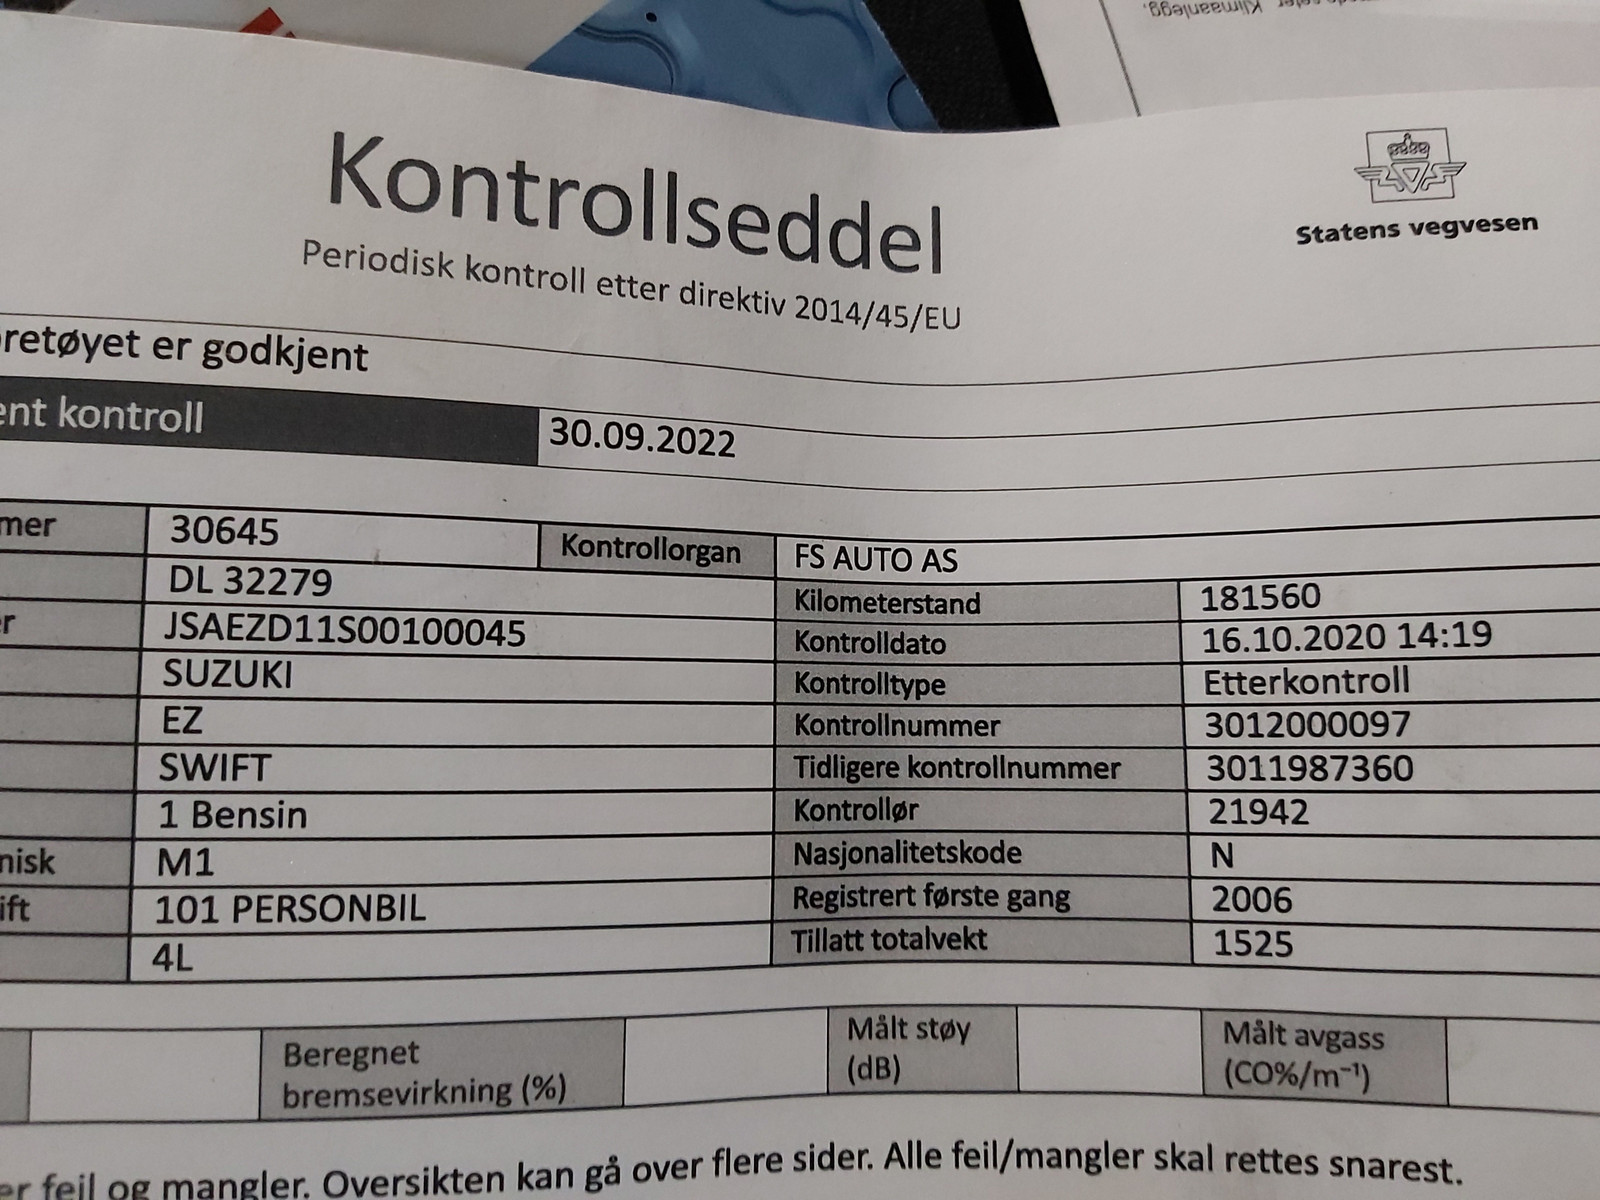 Klimaanlegg.
Kontrollseddel
Periodisk kontroll etter direktiv 2014/45/EU
Statens vegvesen
retøyet er godkjent
ent kontroll 30.09.2022
mer 30645 Kontrollorgan FS AUTO AS
DL 32279 Kilometerstand 181560
r JSAEZD11S00100045 Kontrolldato 16.10.2020 14:19
SUZUKI Kontrolltype Etterkontroll
EZ Kontrollnummer 3012000097
SWIFT Tidligere kontrollnummer 3011987360
1 Bensin Kontrollør 21942
nisk M1 Nasjonalitetskode N
ift 101 PERSONBIL Registrert første gang 2006
4L Tillatt totalvekt 1525
Beregnet
bremsevirkning (%)
Målt støy
(dB)
Målt avgass
(CO%/m⁻¹)
er feil og mangler. Oversikten kan gå over flere sider. Alle feil/mangler skal rettes snarest.